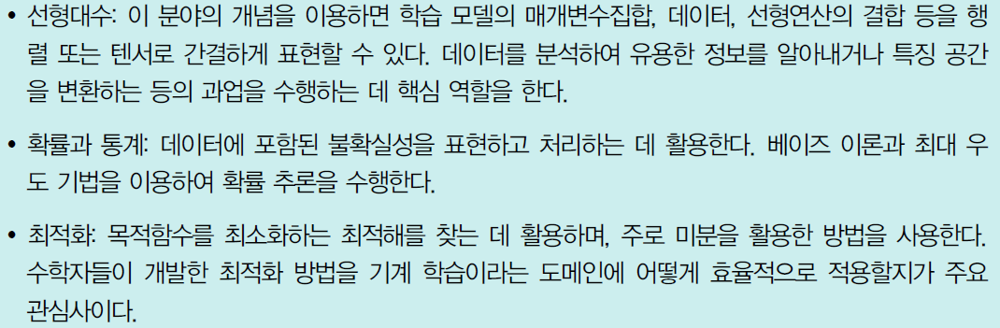 • 선형대수: 이 분야의 개념을 이용하면 학습 모델의 매개변수집합, 데이터, 선형연산의 결합 등을 행
렬 또는 텐서로 간결하게 표현할 수 있다. 데이터를 분석하여 유용한 정보를 알아내거나 특징 공간
을 변환하는 등의 과업을 수행하는 데 핵심 역할을 한다.
• 확률과 통계: 데이터에 포함된 불확실성을 표현하고 처리하는 데 활용한다. 베이즈 이론과 최대 우
도 기법을 이용하여 확률 추론을 수행한다.
• 최적화: 목적함수를 최소화하는 최적해를 찾는 데 활용하며, 주로 미분을 활용한 방법을 사용한다.
수학자들이 개발한 최적화 방법을 기계 학습이라는 도메인에 어떻게 효율적으로 적용할지가 주요
관심사이다.